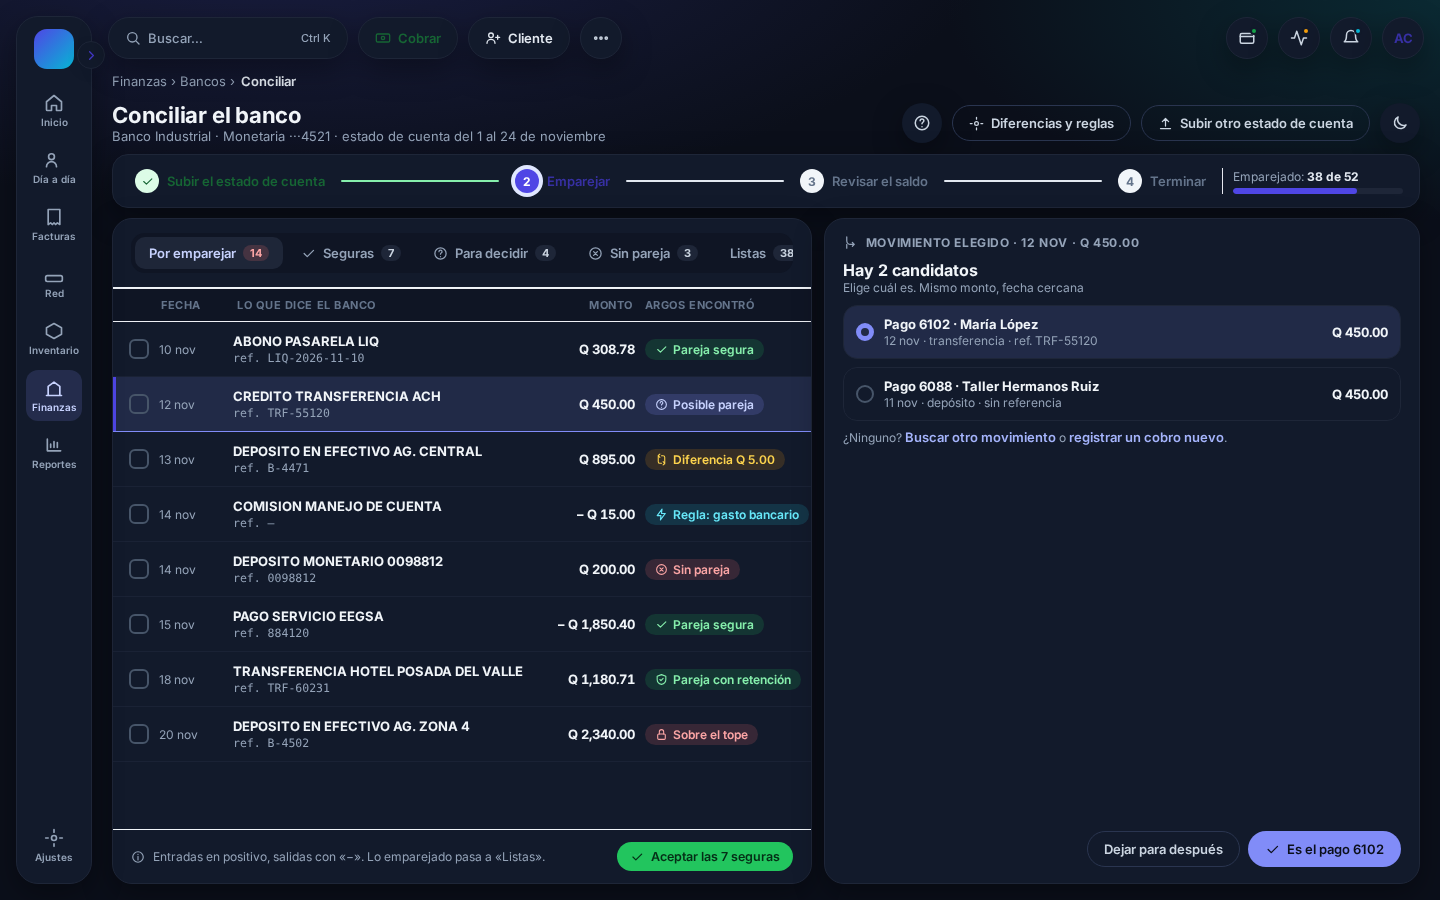 Buscar...
Ctrl K
Cobrar
Cliente
AC
Inicio
Día a día
Facturas
Red
Inventario
Finanzas
Reportes
Ajustes
Finanzas › Bancos › Conciliar
Conciliar el banco
Banco Industrial · Monetaria ···4521 · estado de cuenta del 1 al 24 de noviembre
Diferencias y reglas
Subir otro estado de cuenta
Subir el estado de cuenta
2 Emparejar
3 Revisar el saldo
4 Terminar
Emparejado: 38 de 52
Por emparejar 14
Seguras 7
Para decidir 4
Sin pareja 3
Listas 38
FECHA LO QUE DICE EL BANCO MONTO ARGOS ENCONTRÓ
10 nov ABONO PASARELA LIQ Q 308.78 Pareja segura
ref. LIQ-2026-11-10
12 nov CREDITO TRANSFERENCIA ACH Q 450.00 Posible pareja
ref. TRF-55120
13 nov DEPOSITO EN EFECTIVO AG. CENTRAL Q 895.00 Diferencia Q 5.00
ref. B-4471
14 nov COMISION MANEJO DE CUENTA – Q 15.00 Regla: gasto bancario
ref. —
14 nov DEPOSITO MONETARIO 0098812 Q 200.00 Sin pareja
ref. 0098812
15 nov PAGO SERVICIO EEGSA – Q 1,850.40 Pareja segura
ref. 884120
18 nov TRANSFERENCIA HOTEL POSADA DEL VALLE Q 1,180.71 Pareja con retención
ref. TRF-60231
20 nov DEPOSITO EN EFECTIVO AG. ZONA 4 Q 2,340.00 Sobre el tope
ref. B-4502
Entradas en positivo, salidas con «–». Lo emparejado pasa a «Listas».
Aceptar las 7 seguras
MOVIMIENTO ELEGIDO · 12 NOV · Q 450.00
Hay 2 candidatos
Elige cuál es. Mismo monto, fecha cercana
Pago 6102 · María López Q 450.00
12 nov · transferencia · ref. TRF-55120
Pago 6088 · Taller Hermanos Ruiz Q 450.00
11 nov · depósito · sin referencia
¿Ninguno? Buscar otro movimiento o registrar un cobro nuevo.
Dejar para después
Es el pago 6102